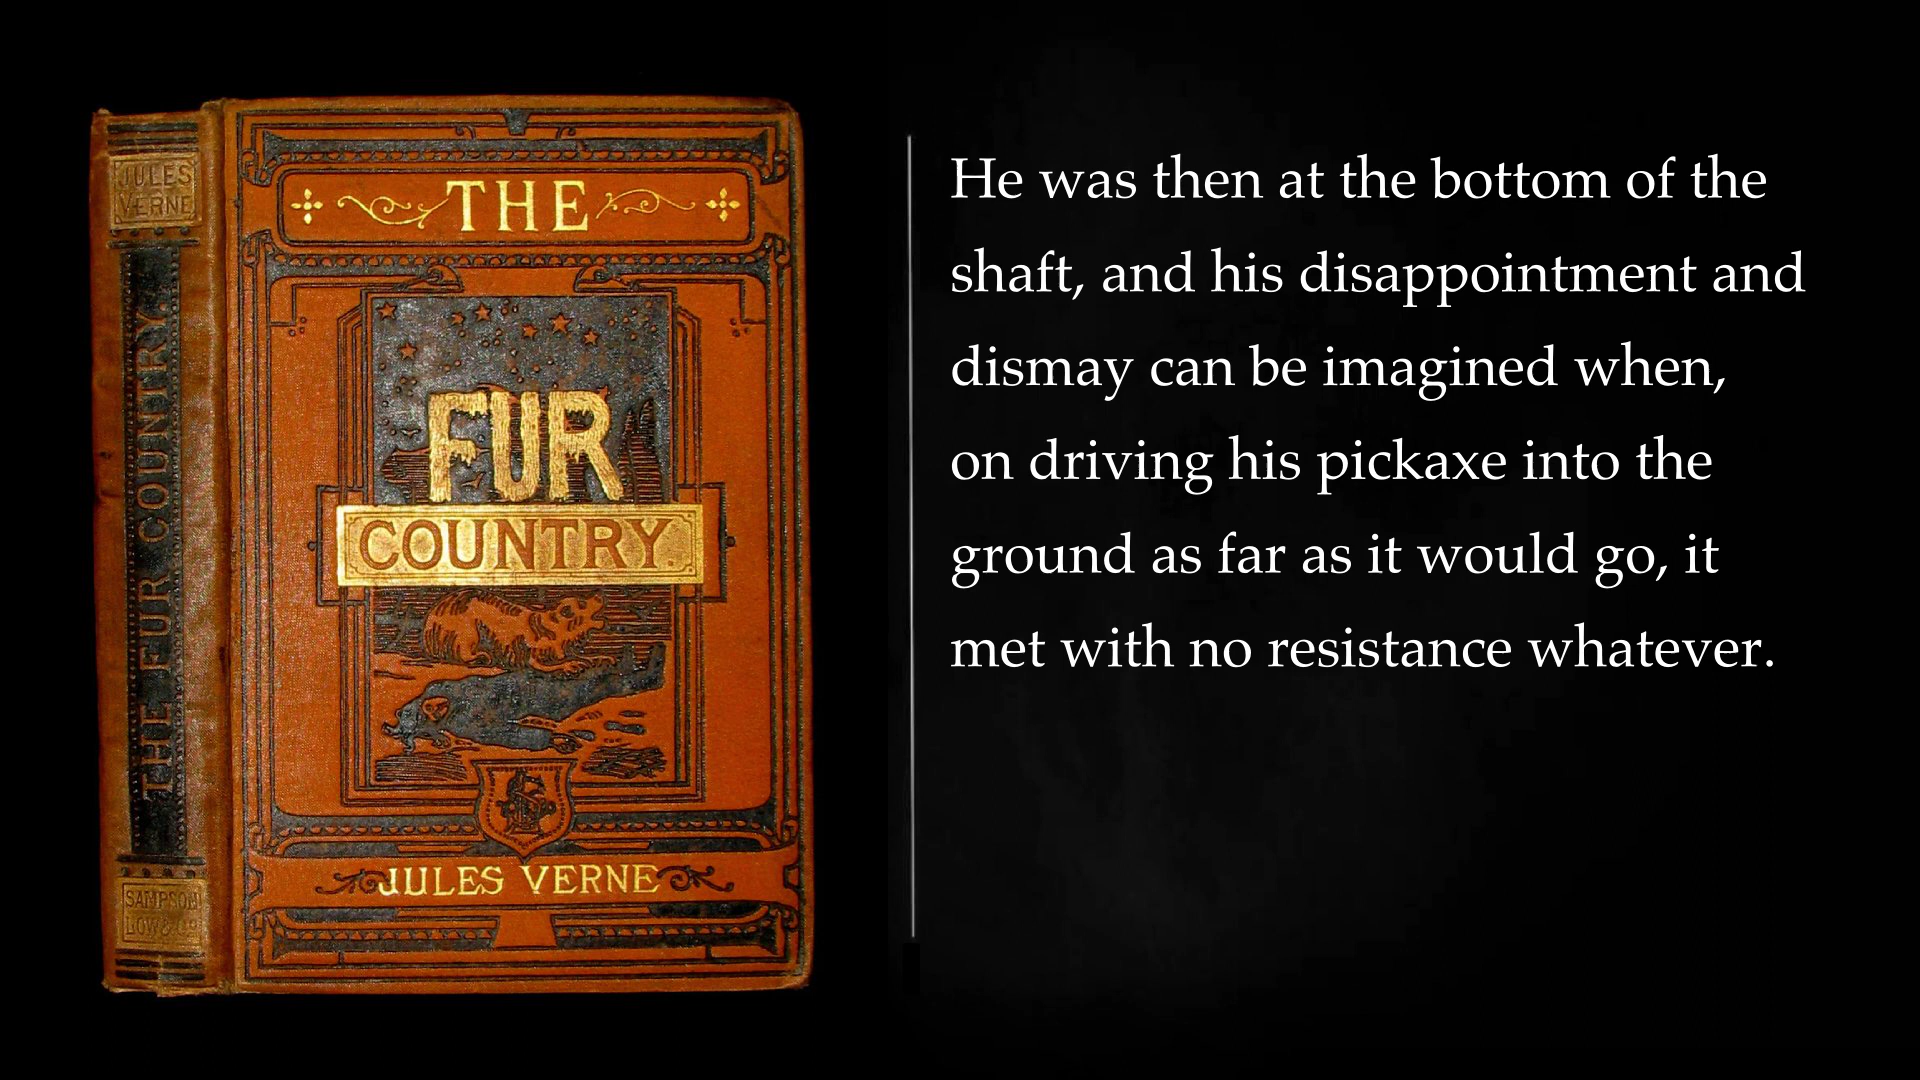 JULES
VERNE
THE FUR COUNTRY.
SAMPSON
LOW & Co
THE
FUR
COUNTRY.
JULES VERNE
He was then at the bottom of the
shaft, and his disappointment and
dismay can be imagined when,
on driving his pickaxe into the
ground as far as it would go, it
met with no resistance whatever.